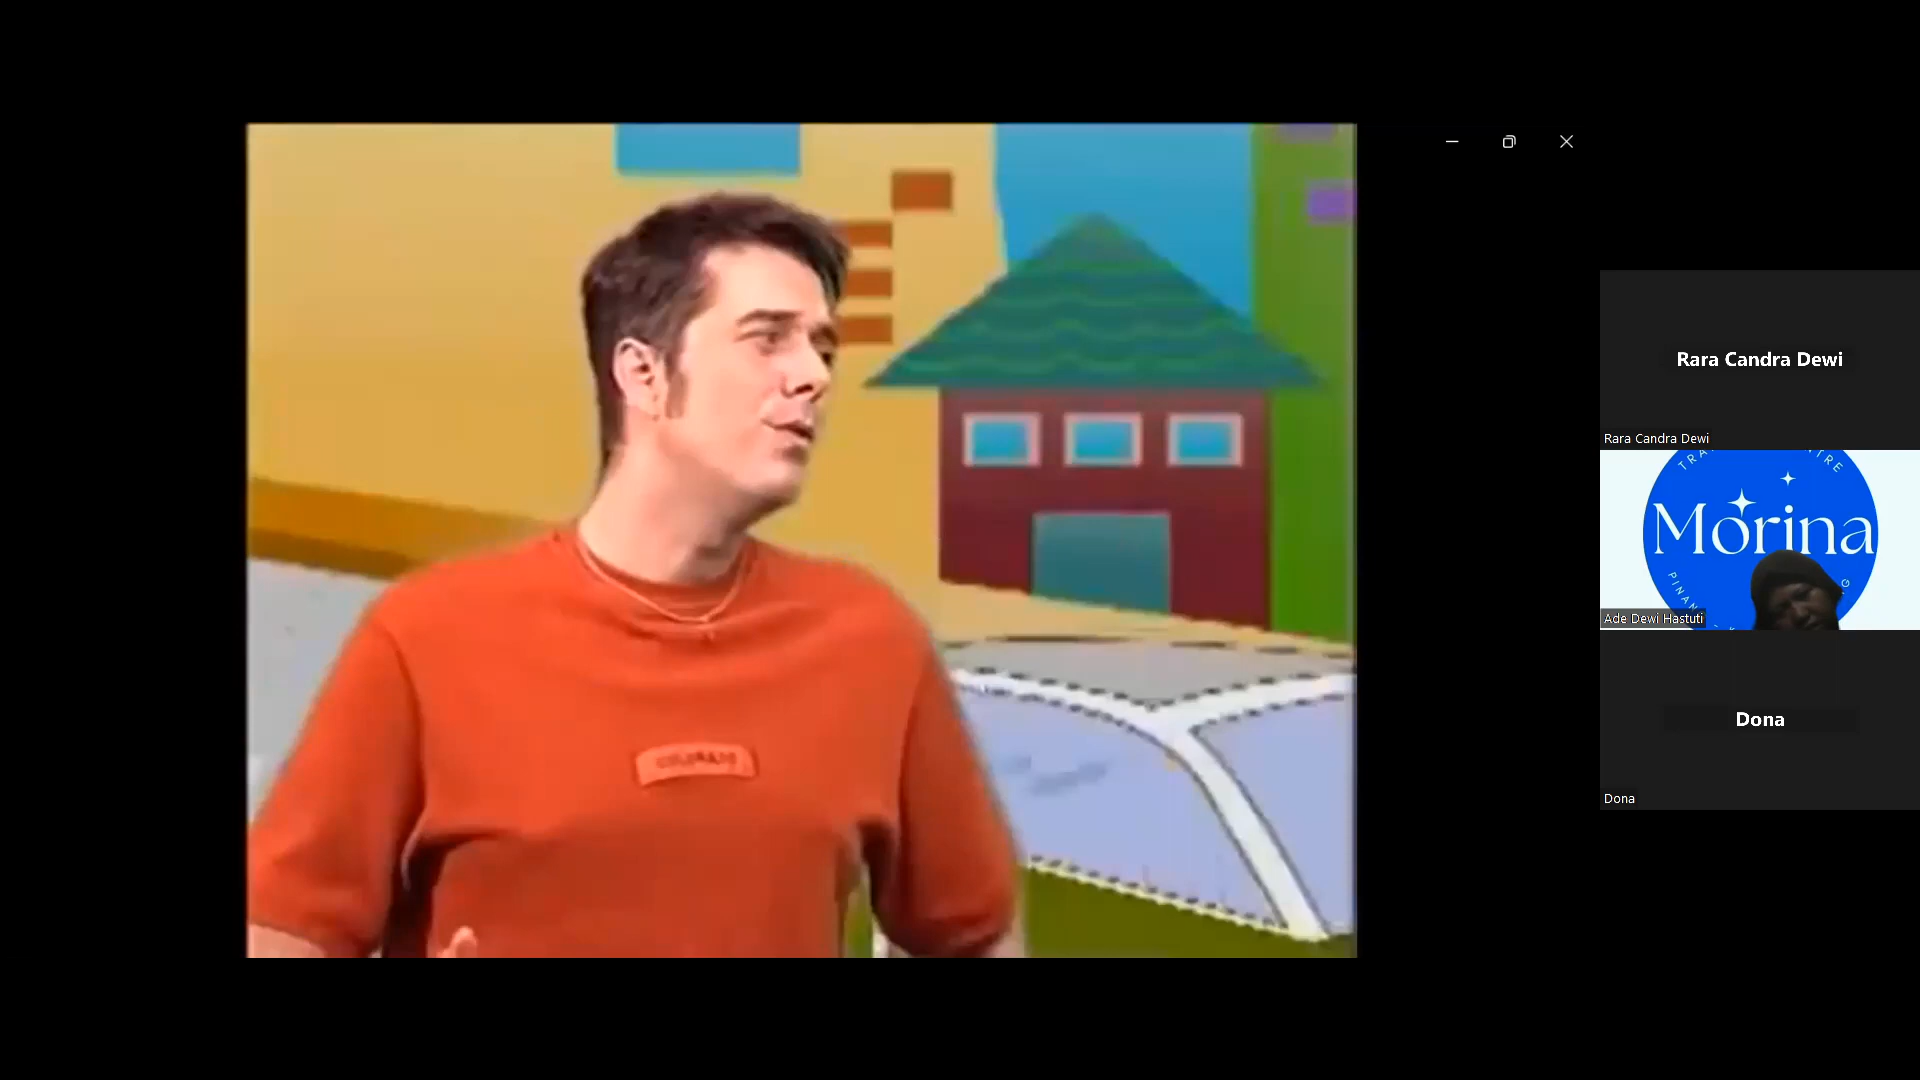 Rara Candra Dewi
Rara Candra Dewi
Morina
Ade Dewi Hastuti
Dona
Dona